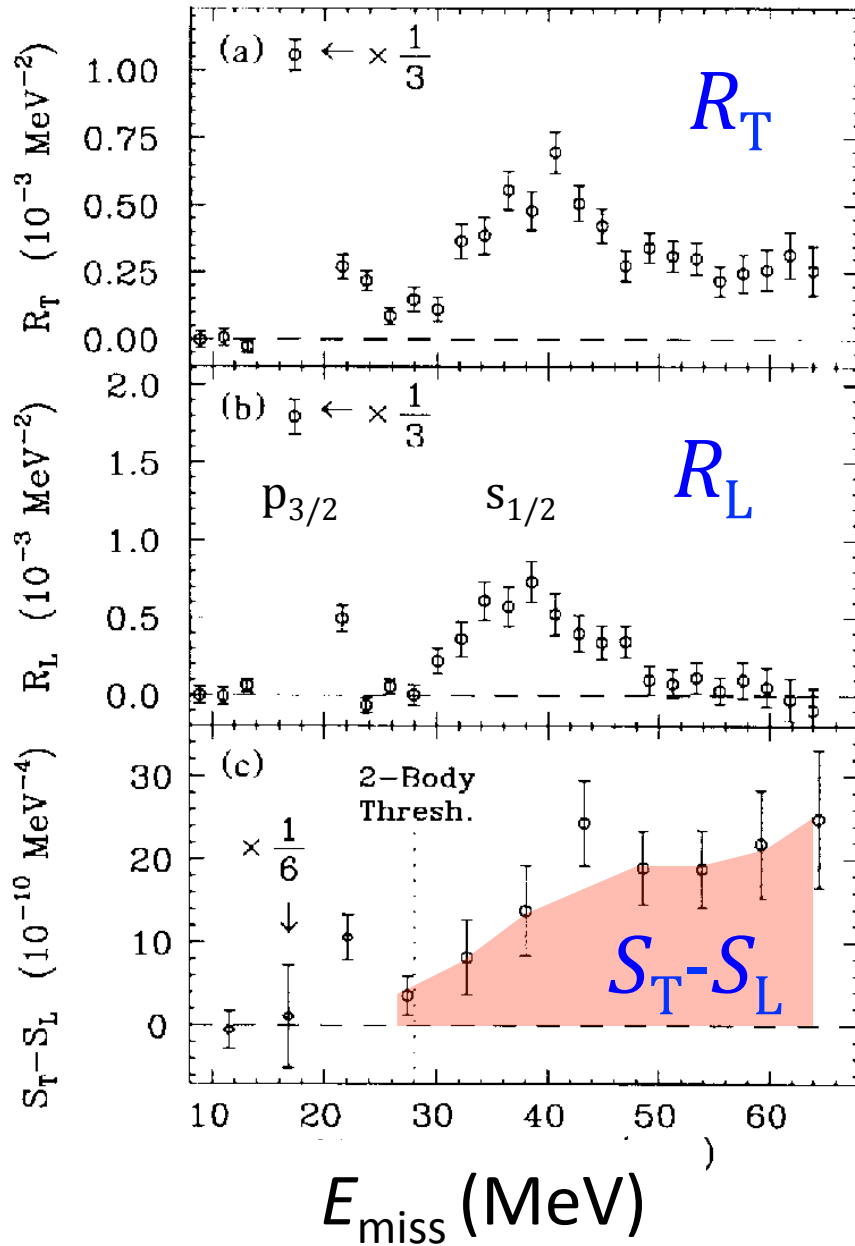 (a) ← × 1/3
R_T
1.00
0.75
0.50
0.25
0.00
R_T (10⁻³ MeV⁻²)
(b) ← × 1/3
R_L
p_3/2 s_1/2
2.0
1.5
1.0
0.5
0.0
R_L (10⁻³ MeV⁻²)
(c)
2-Body
Thresh.
× 1/6
↓
S_T-S_L
30
20
10
0
S_T-S_L (10⁻¹⁰ MeV⁻⁴)
10 20 30 40 50 60
)
E_miss (MeV)